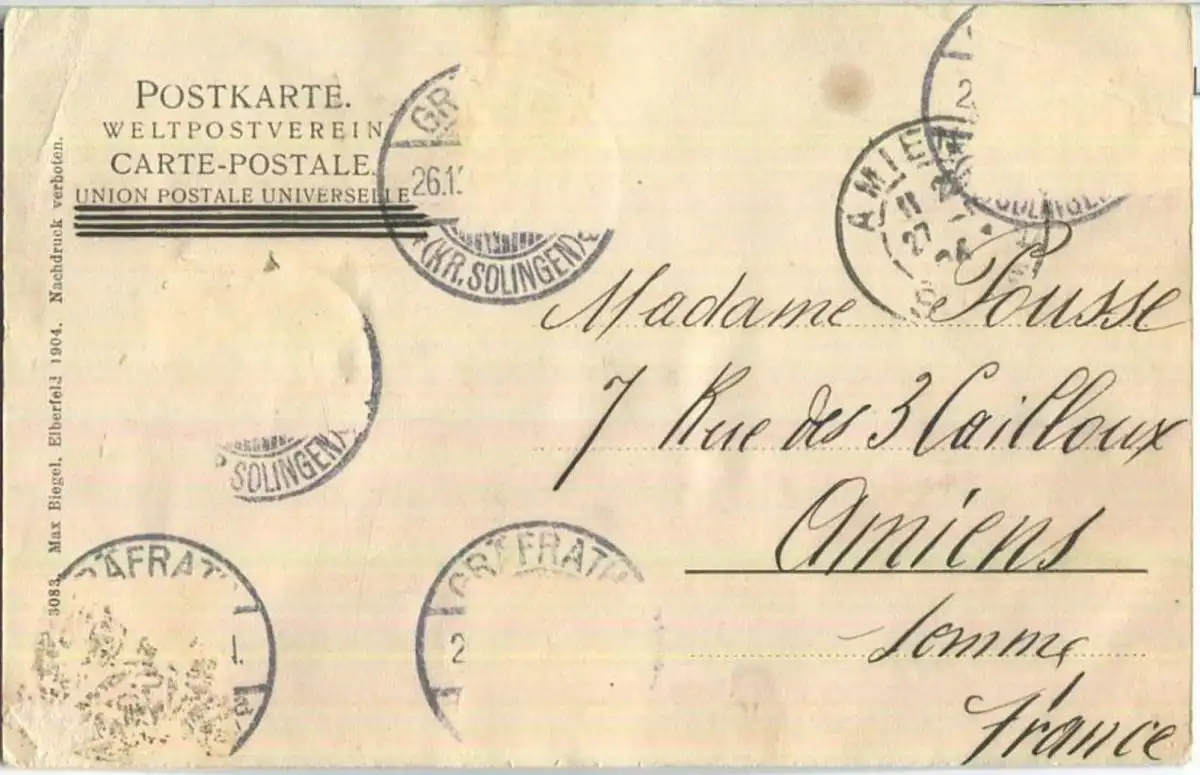 POSTKARTE.
WELTPOSTVEREIN
CARTE-POSTALE.
UNION POSTALE UNIVERSELLE
3083. Max Biegel, Elberfeld 1904. Nachdruck verboten.
26.1
*(KR.SOLINGEN)*
AMIENS
27
SOLINGEN)
Madame Pousse
7 Rue des 3 Cailloux
Amiens
Somme
France
SOLINGEN)
GRÄFRATH
GRÄFRATH